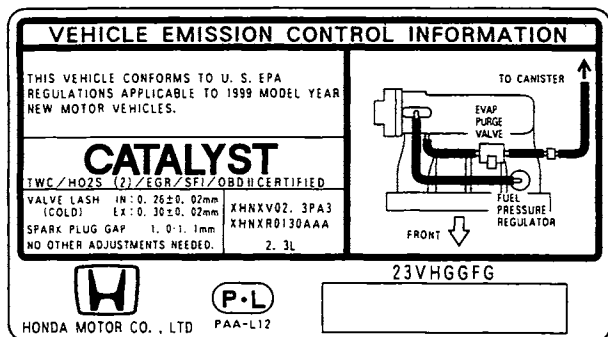 VEHICLE EMISSION CONTROL INFORMATION
THIS VEHICLE CONFORMS TO U. S. EPA
REGULATIONS APPLICABLE TO 1999 MODEL YEAR
NEW MOTOR VEHICLES.
CATALYST
TWC/HO2S (2)/EGR/SFI/OBDⅡCERTIFIED
VALVE LASH IN:0. 26±0. 02mm
(COLD) EX:0. 30±0. 02mm
SPARK PLUG GAP 1. 0-1. 1mm
NO OTHER ADJUSTMENTS NEEDED.
XHNXV02. 3PA3
XHNXR0130AAA
2. 3L
TO CANISTER
EVAP
PURGE
VALVE
FUEL
PRESSURE
REGULATOR
FRONT
23VHGGFG
HONDA MOTOR CO. , LTD
P·L
PAA-L12